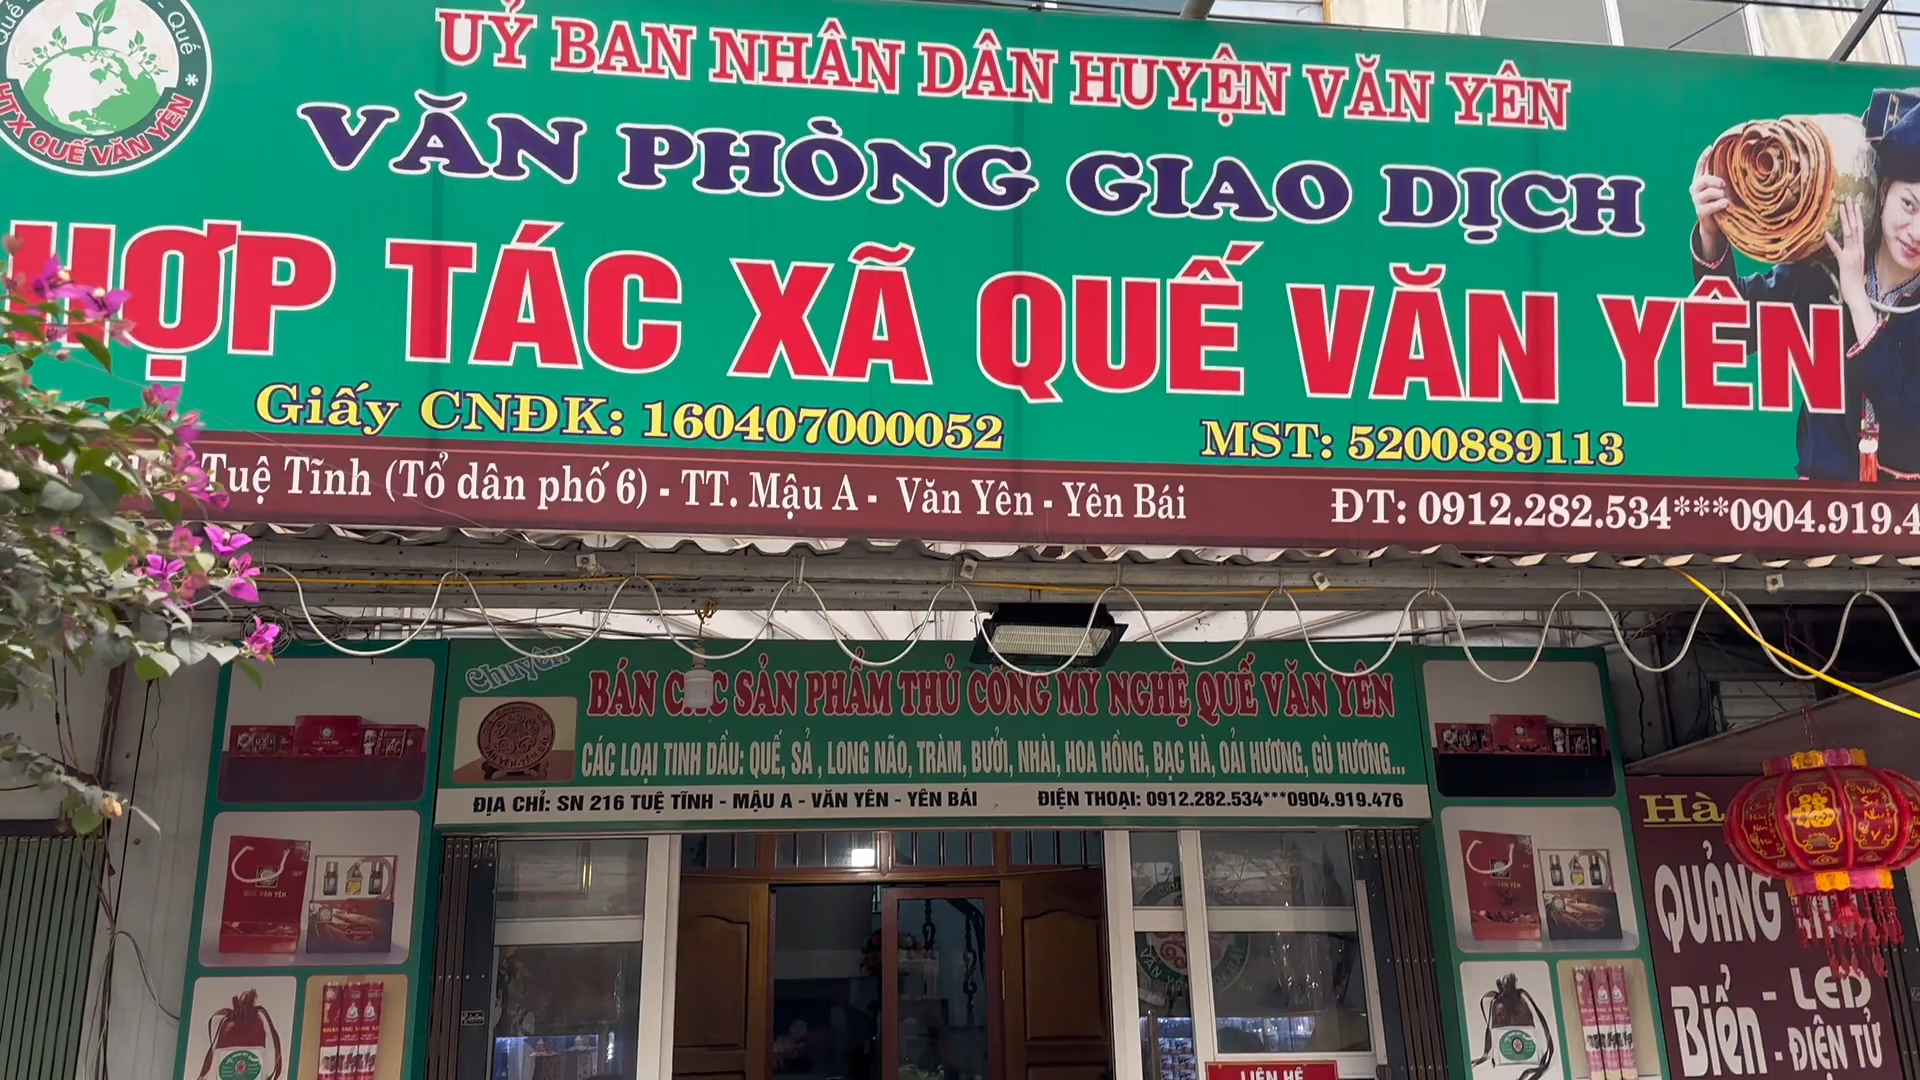 HTX QUẾ VĂN YÊN *
UỶ BAN NHÂN DÂN HUYỆN VĂN YÊN
VĂN PHÒNG GIAO DỊCH
HỢP TÁC XÃ QUẾ VĂN YÊN
Giấy CNĐK: 160407000052 MST: 5200889113
Tuệ Tĩnh (Tổ dân phố 6) - TT. Mậu A - Văn Yên - Yên Bái ĐT: 0912.282.534***0904.919.4
Chuyên
BÁN CÁC SẢN PHẨM THỦ CÔNG MỸ NGHỆ QUẾ VĂN YÊN
CÁC LOẠI TINH DẦU: QUẾ, SẢ, LONG NÃO, TRÀM, BƯỞI, NHÀI, HOA HỒNG, BẠC HÀ, OẢI HƯƠNG, GÙ HƯƠNG...
ĐỊA CHỈ: SN 216 TUỆ TĨNH - MẬU A - VĂN YÊN - YÊN BÁI ĐIỆN THOẠI: 0912.282.534***0904.919.476
Hà
QUẢNG
Biển - LED
- ĐIỆN TỬ
LIÊN HỆ